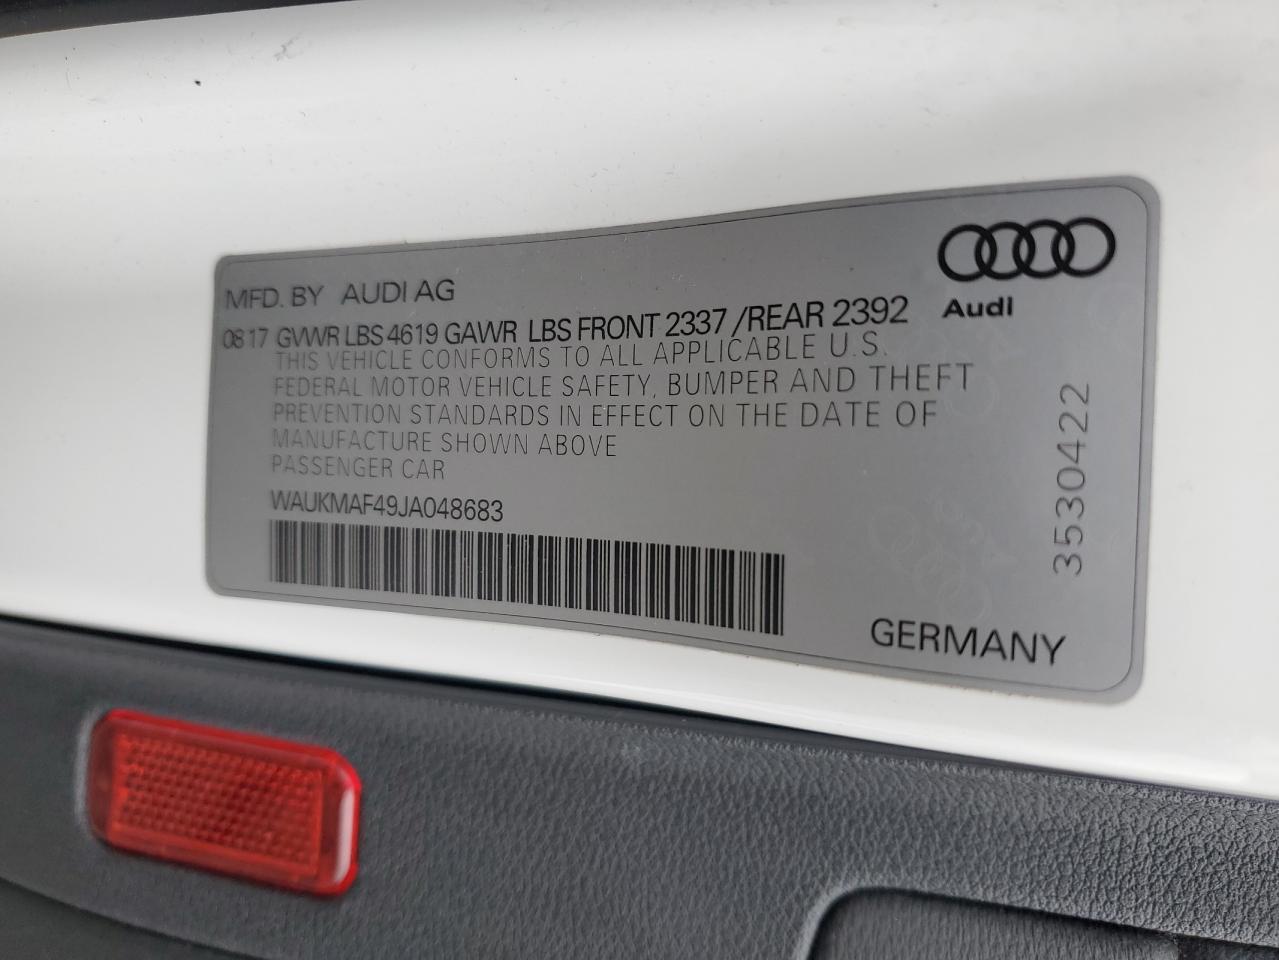 MFD. BY AUDI AG
0817 GVWR LBS 4619 GAWR LBS FRONT 2337 /REAR 2392
THIS VEHICLE CONFORMS TO ALL APPLICABLE U.S.
FEDERAL MOTOR VEHICLE SAFETY, BUMPER AND THEFT
PREVENTION STANDARDS IN EFFECT ON THE DATE OF
MANUFACTURE SHOWN ABOVE
PASSENGER CAR
WAUKMAF49JA048683
Audi
3530422
GERMANY